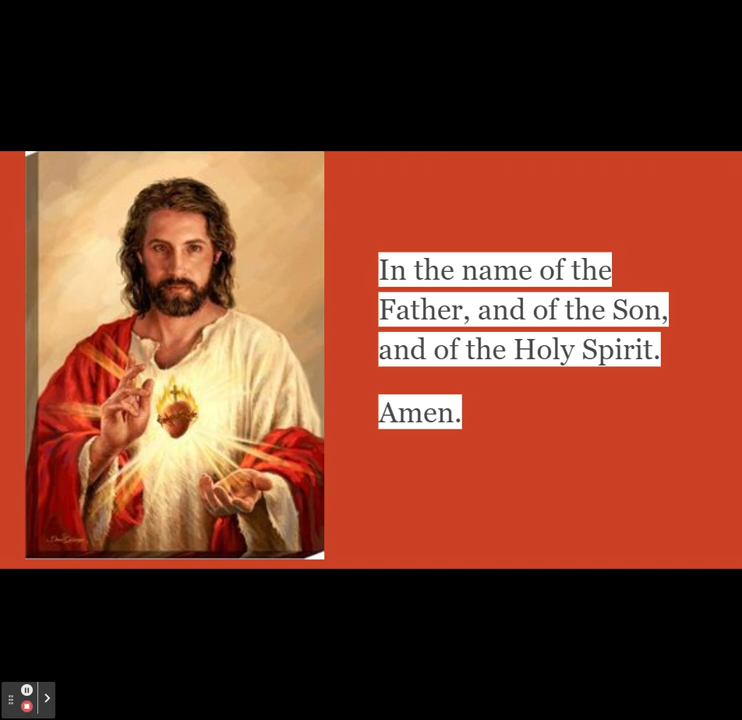 In the name of the
Father, and of the Son,
and of the Holy Spirit.
Amen.